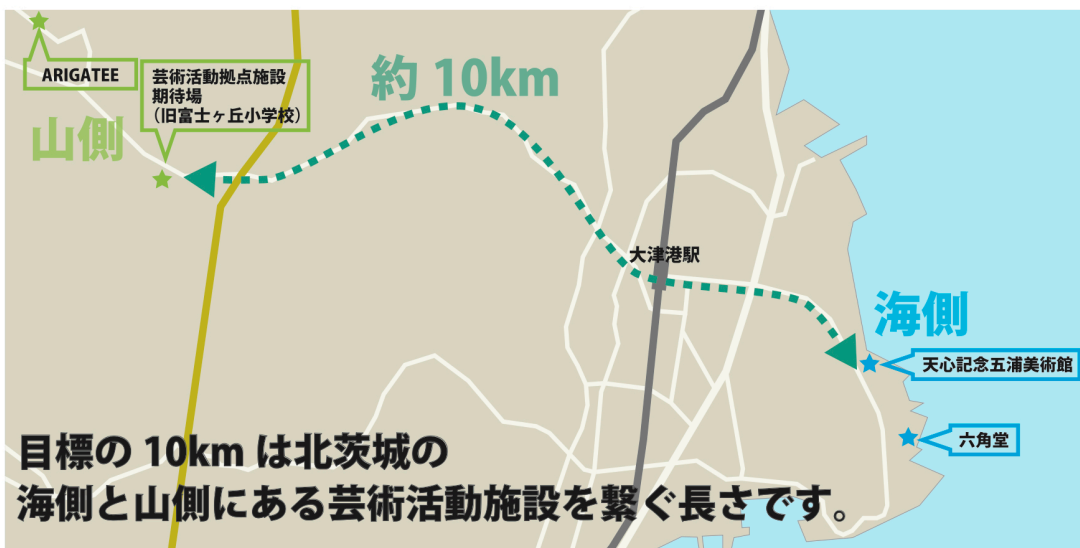 ARIGATEE
芸術活動拠点施設
期待場
(旧富士ヶ丘小学校)
約 10km
山側
大津港駅
海側
天心記念五浦美術館
六角堂
目標の 10km は北茨城の
海側と山側にある芸術活動施設を繋ぐ長さです。